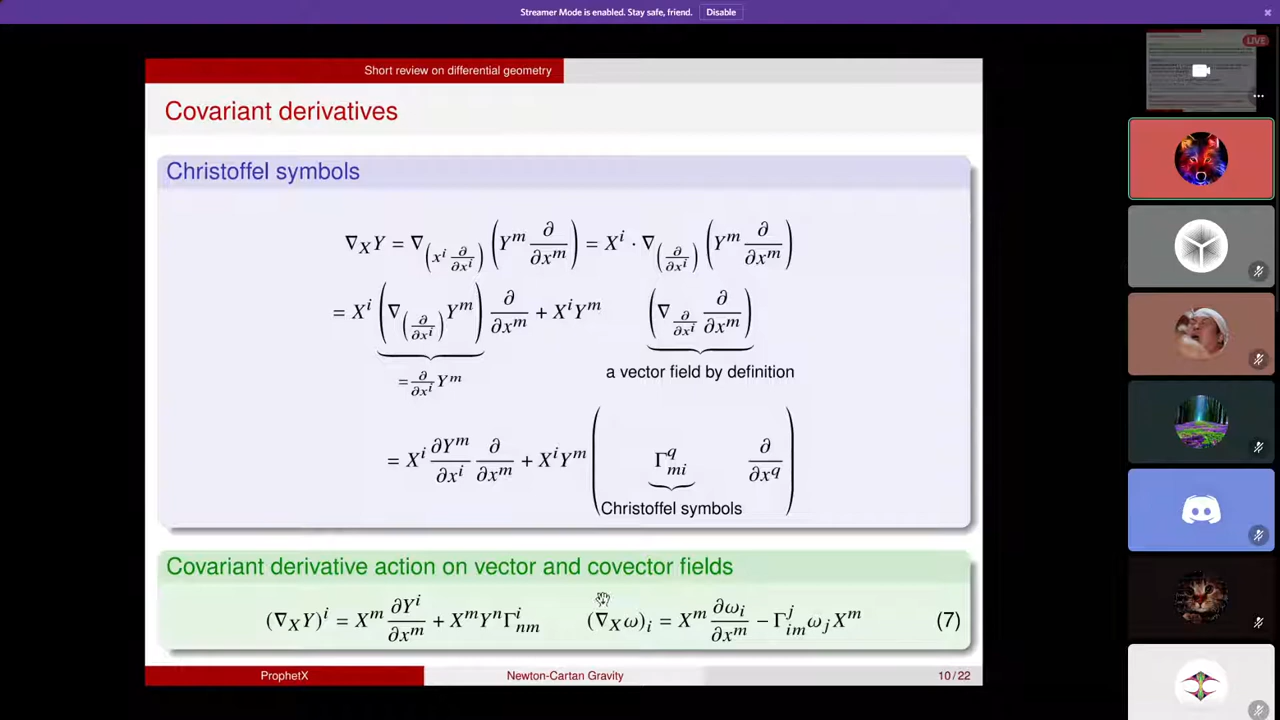 Streamer Mode is enabled. Stay safe, friend. Disable
LIVE
Short review on differential geometry
Covariant derivatives
Christoffel symbols
∇_X Y = ∇_(x^i ∂/∂x^i) (Y^m ∂/∂x^m) = X^i · ∇_(∂/∂x^i) (Y^m ∂/∂x^m)
= X^i (∇_(∂/∂x^i) Y^m) ∂/∂x^m + X^i Y^m (∇_∂/∂x^i ∂/∂x^m)
= ∂/∂x^i Y^m
a vector field by definition
= X^i ∂Y^m/∂x^i ∂/∂x^m + X^i Y^m (Γ^q_mi ∂/∂x^q)
Christoffel symbols
Covariant derivative action on vector and covector fields
(∇_X Y)^i = X^m ∂Y^i/∂x^m + X^m Y^n Γ^i_nm (∇_X ω)_i = X^m ∂ω_i/∂x^m − Γ^j_im ω_j X^m (7)
ProphetX Newton-Cartan Gravity 10 / 22